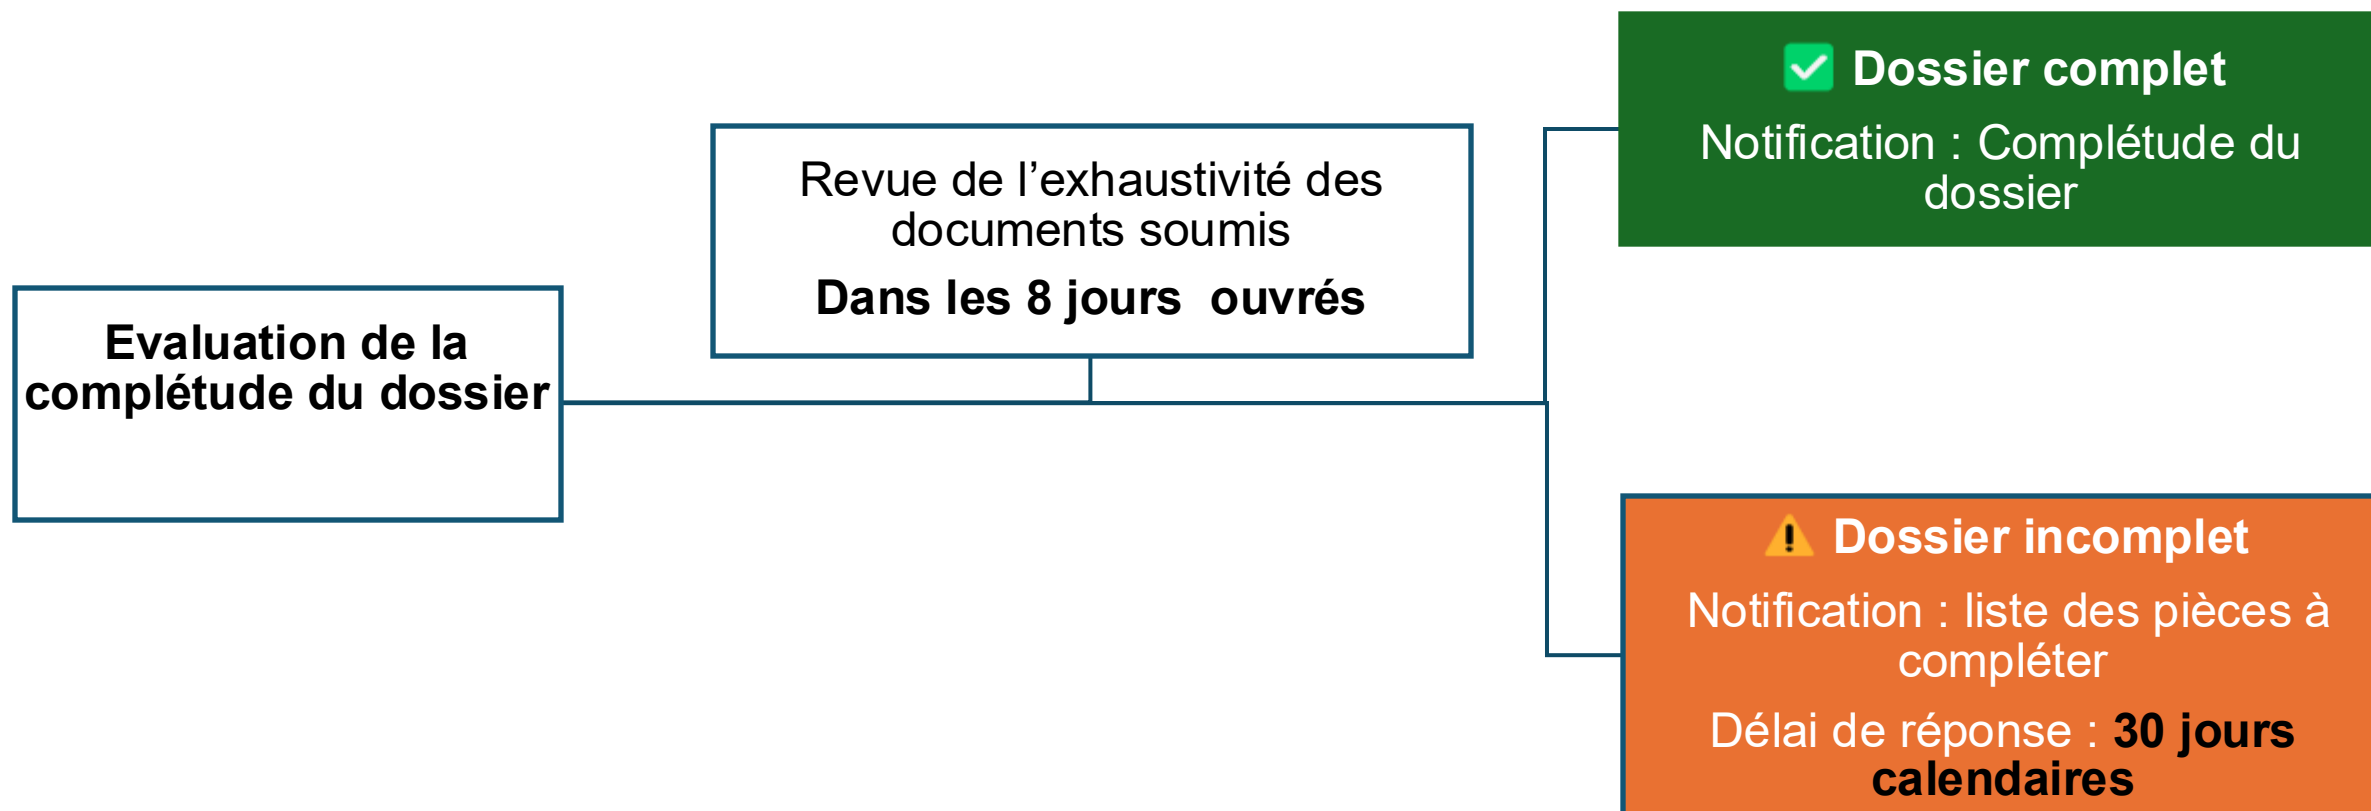 Evaluation de la
complétude du dossier
Revue de l’exhaustivité des
documents soumis
Dans les 8 jours  ouvrés
✅ Dossier complet
Notification : Complétude du
dossier
⚠️ Dossier incomplet
Notification : liste des pièces à
compléter
Délai de réponse : 30 jours
calendaires